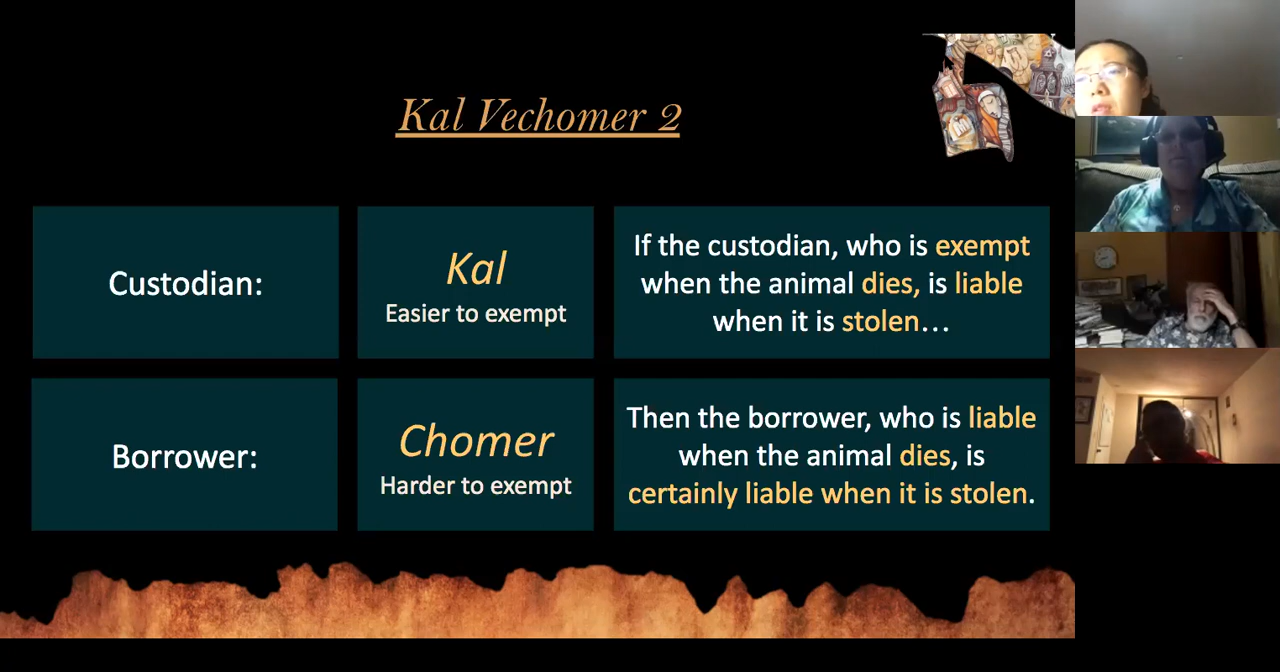 Kal Vechomer 2
Custodian:
Kal
Easier to exempt
If the custodian, who is exempt
when the animal dies, is liable
when it is stolen…
Borrower:
Chomer
Harder to exempt
Then the borrower, who is liable
when the animal dies, is
certainly liable when it is stolen.